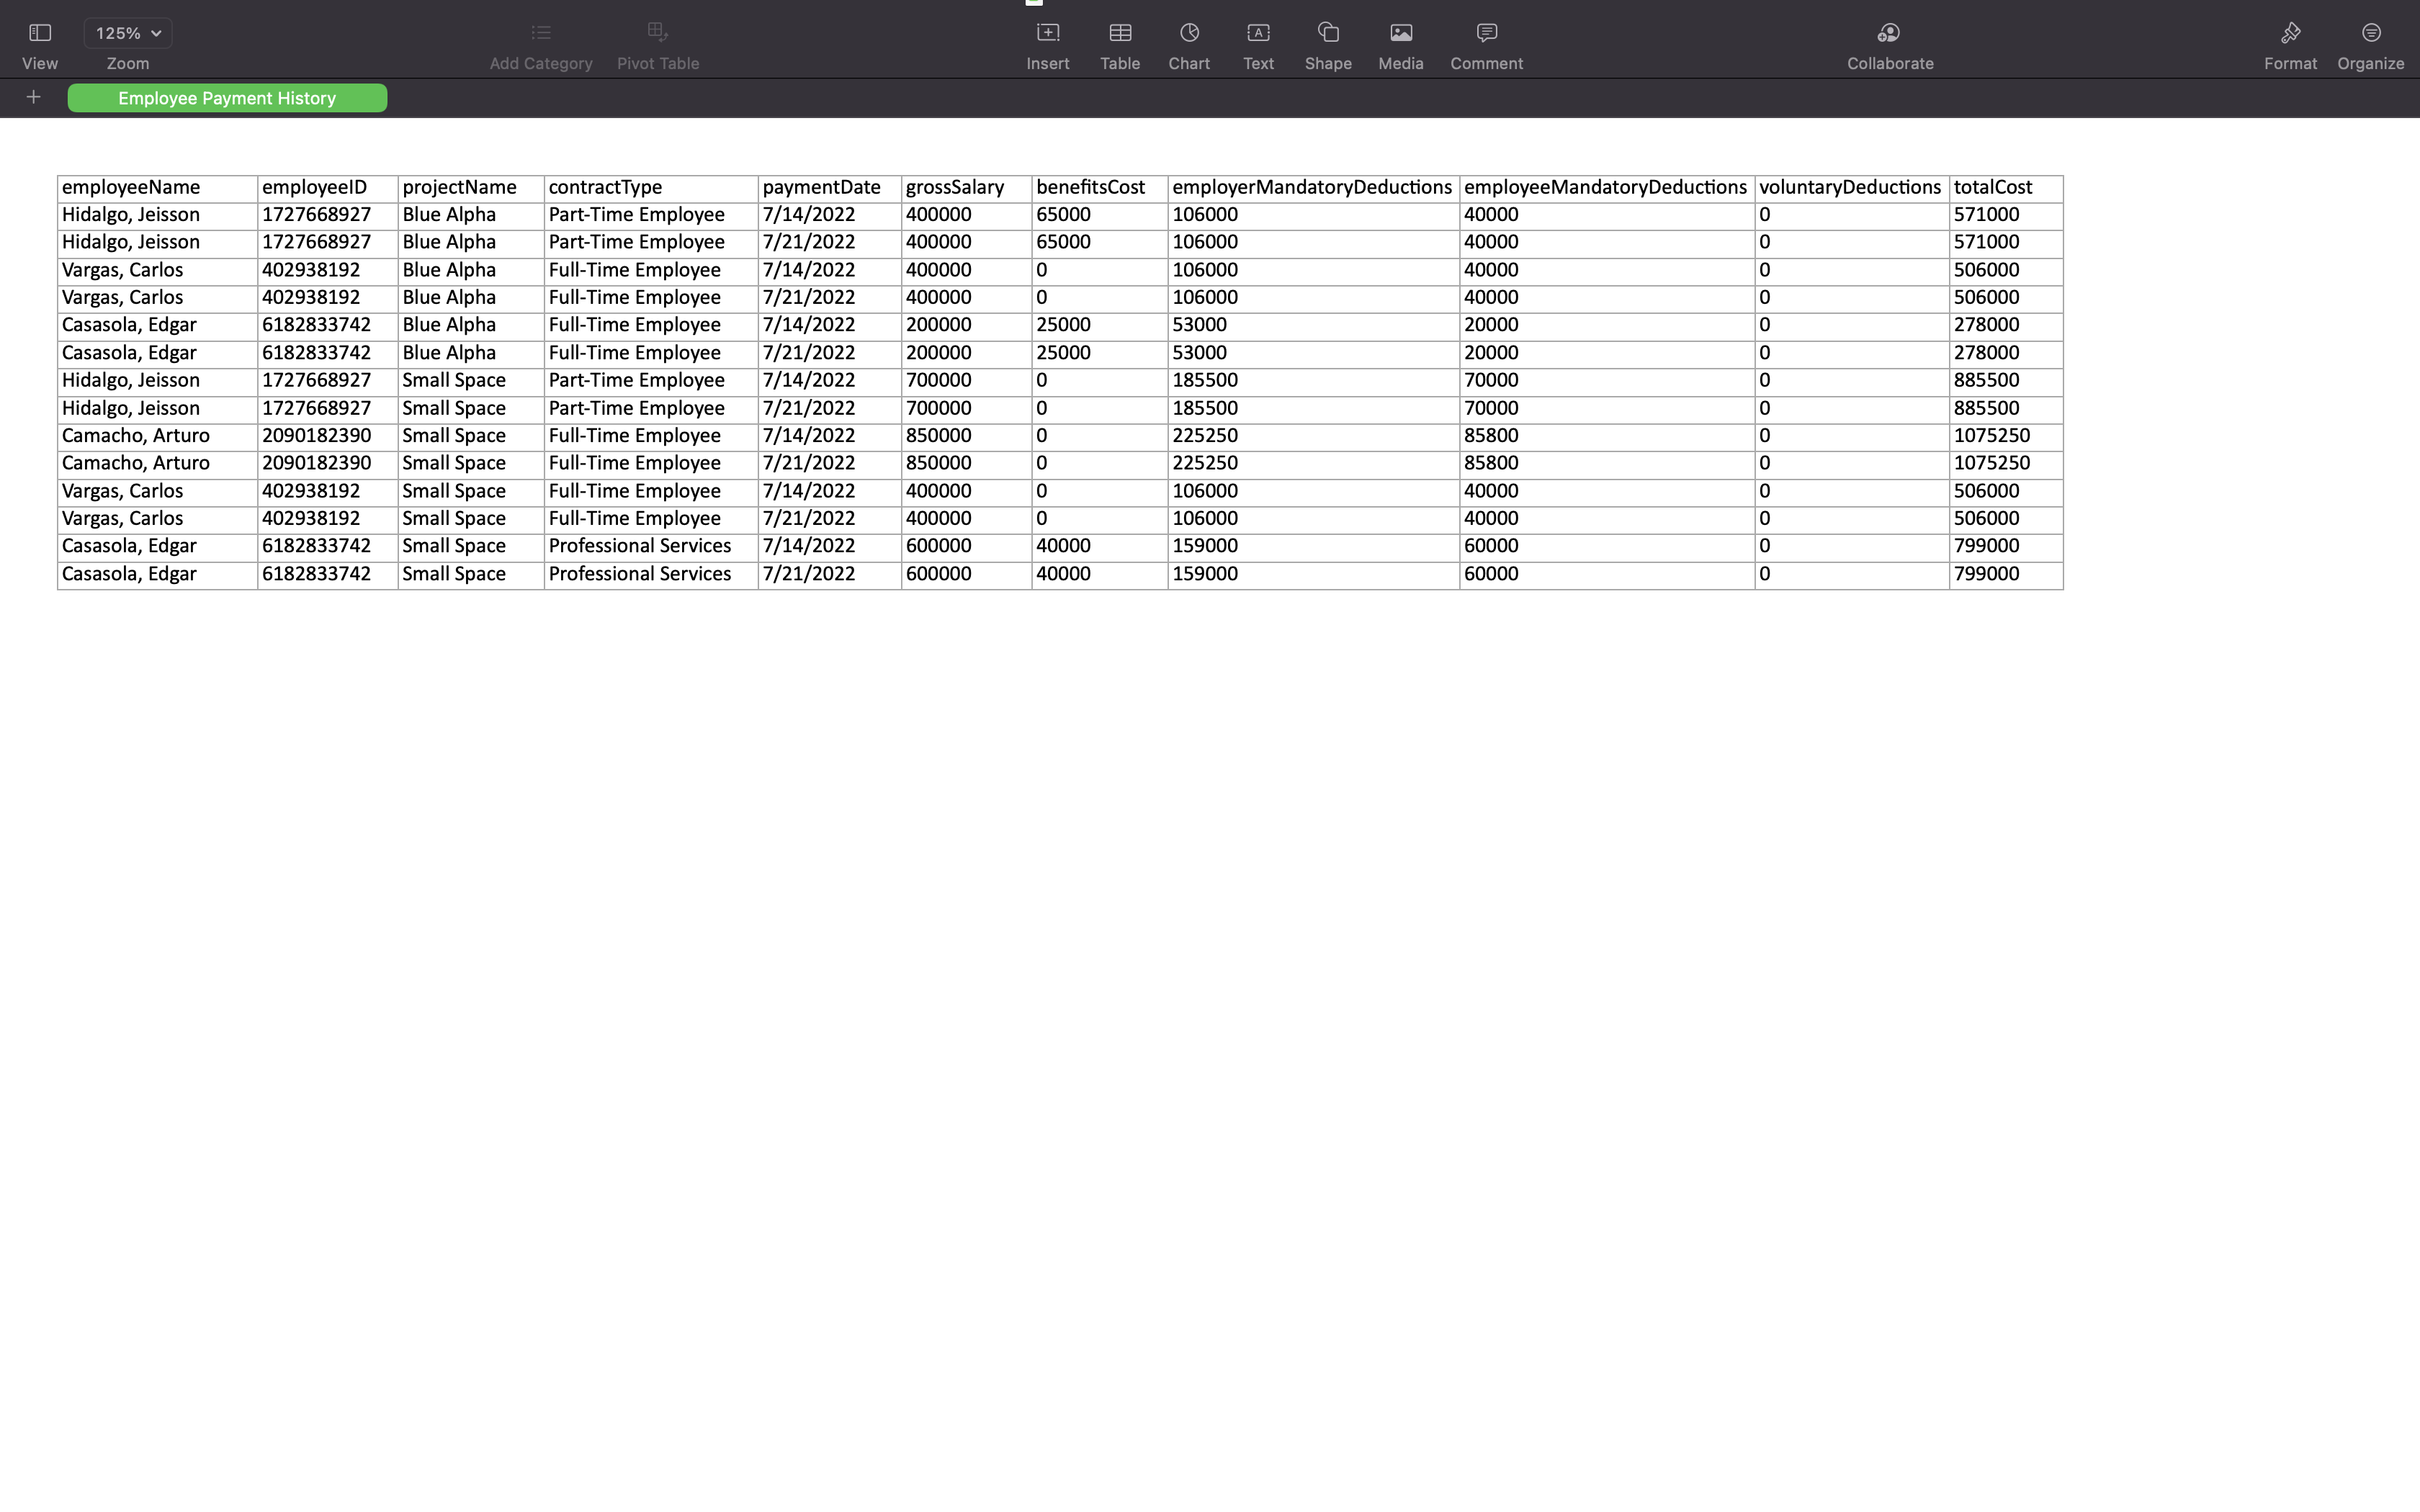 125%
View Zoom Add Category Pivot Table Insert Table Chart Text Shape Media Comment Collaborate Format Organize
Employee Payment History
employeeName employeeID projectName contractType paymentDate grossSalary benefitsCost employerMandatoryDeductions employeeMandatoryDeductions voluntaryDeductions totalCost
Hidalgo, Jeisson 1727668927 Blue Alpha Part-Time Employee 7/14/2022 400000 65000 106000 40000 0 571000
Hidalgo, Jeisson 1727668927 Blue Alpha Part-Time Employee 7/21/2022 400000 65000 106000 40000 0 571000
Vargas, Carlos 402938192 Blue Alpha Full-Time Employee 7/14/2022 400000 0 106000 40000 0 506000
Vargas, Carlos 402938192 Blue Alpha Full-Time Employee 7/21/2022 400000 0 106000 40000 0 506000
Casasola, Edgar 6182833742 Blue Alpha Full-Time Employee 7/14/2022 200000 25000 53000 20000 0 278000
Casasola, Edgar 6182833742 Blue Alpha Full-Time Employee 7/21/2022 200000 25000 53000 20000 0 278000
Hidalgo, Jeisson 1727668927 Small Space Part-Time Employee 7/14/2022 700000 0 185500 70000 0 885500
Hidalgo, Jeisson 1727668927 Small Space Part-Time Employee 7/21/2022 700000 0 185500 70000 0 885500
Camacho, Arturo 2090182390 Small Space Full-Time Employee 7/14/2022 850000 0 225250 85800 0 1075250
Camacho, Arturo 2090182390 Small Space Full-Time Employee 7/21/2022 850000 0 225250 85800 0 1075250
Vargas, Carlos 402938192 Small Space Full-Time Employee 7/14/2022 400000 0 106000 40000 0 506000
Vargas, Carlos 402938192 Small Space Full-Time Employee 7/21/2022 400000 0 106000 40000 0 506000
Casasola, Edgar 6182833742 Small Space Professional Services 7/14/2022 600000 40000 159000 60000 0 799000
Casasola, Edgar 6182833742 Small Space Professional Services 7/21/2022 600000 40000 159000 60000 0 799000